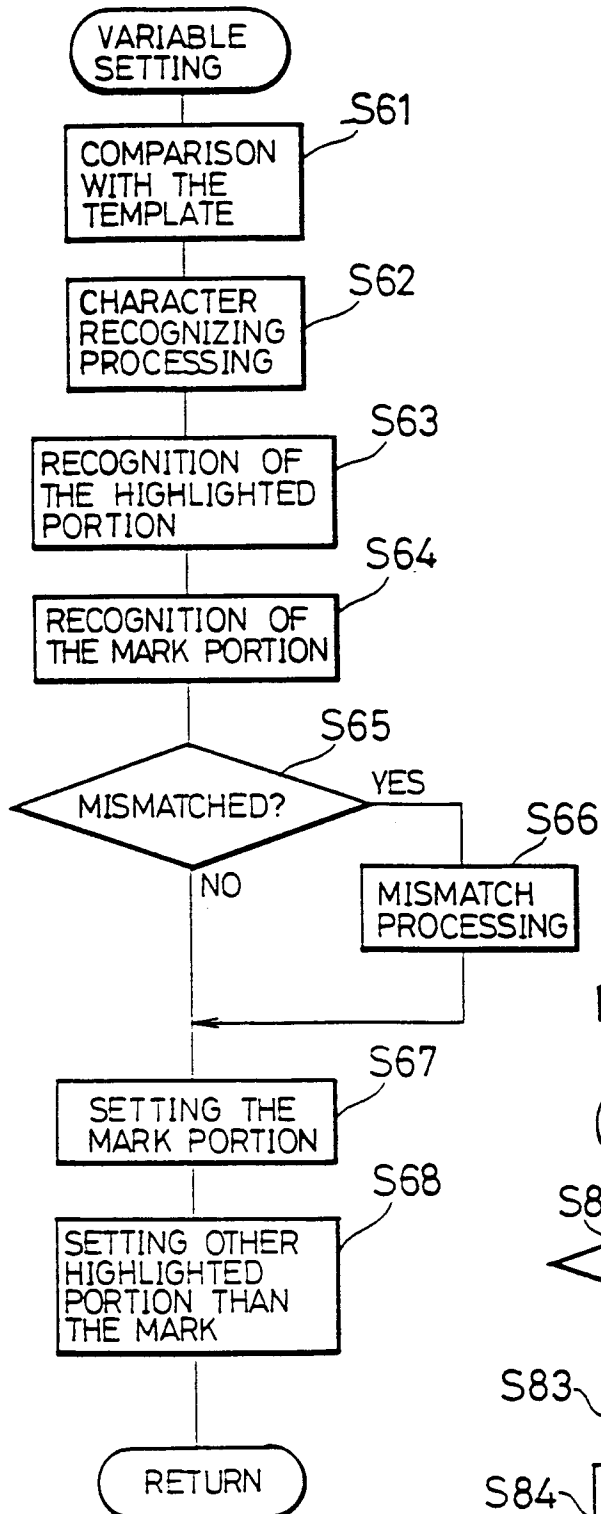 VARIABLE
SETTING
S61
COMPARISON
WITH THE
TEMPLATE
S62
CHARACTER
RECOGNIZING
PROCESSING
S63
RECOGNITION OF
THE HIGHLIGHTED
PORTION
S64
RECOGNITION OF
THE MARK PORTION
S65
MISMATCHED?
YES
NO
S66
MISMATCH
PROCESSING
S67
SETTING THE
MARK PORTION
S68
SETTING OTHER
HIGHLIGHTED
PORTION THAN
THE MARK
S83
RETURN
S84